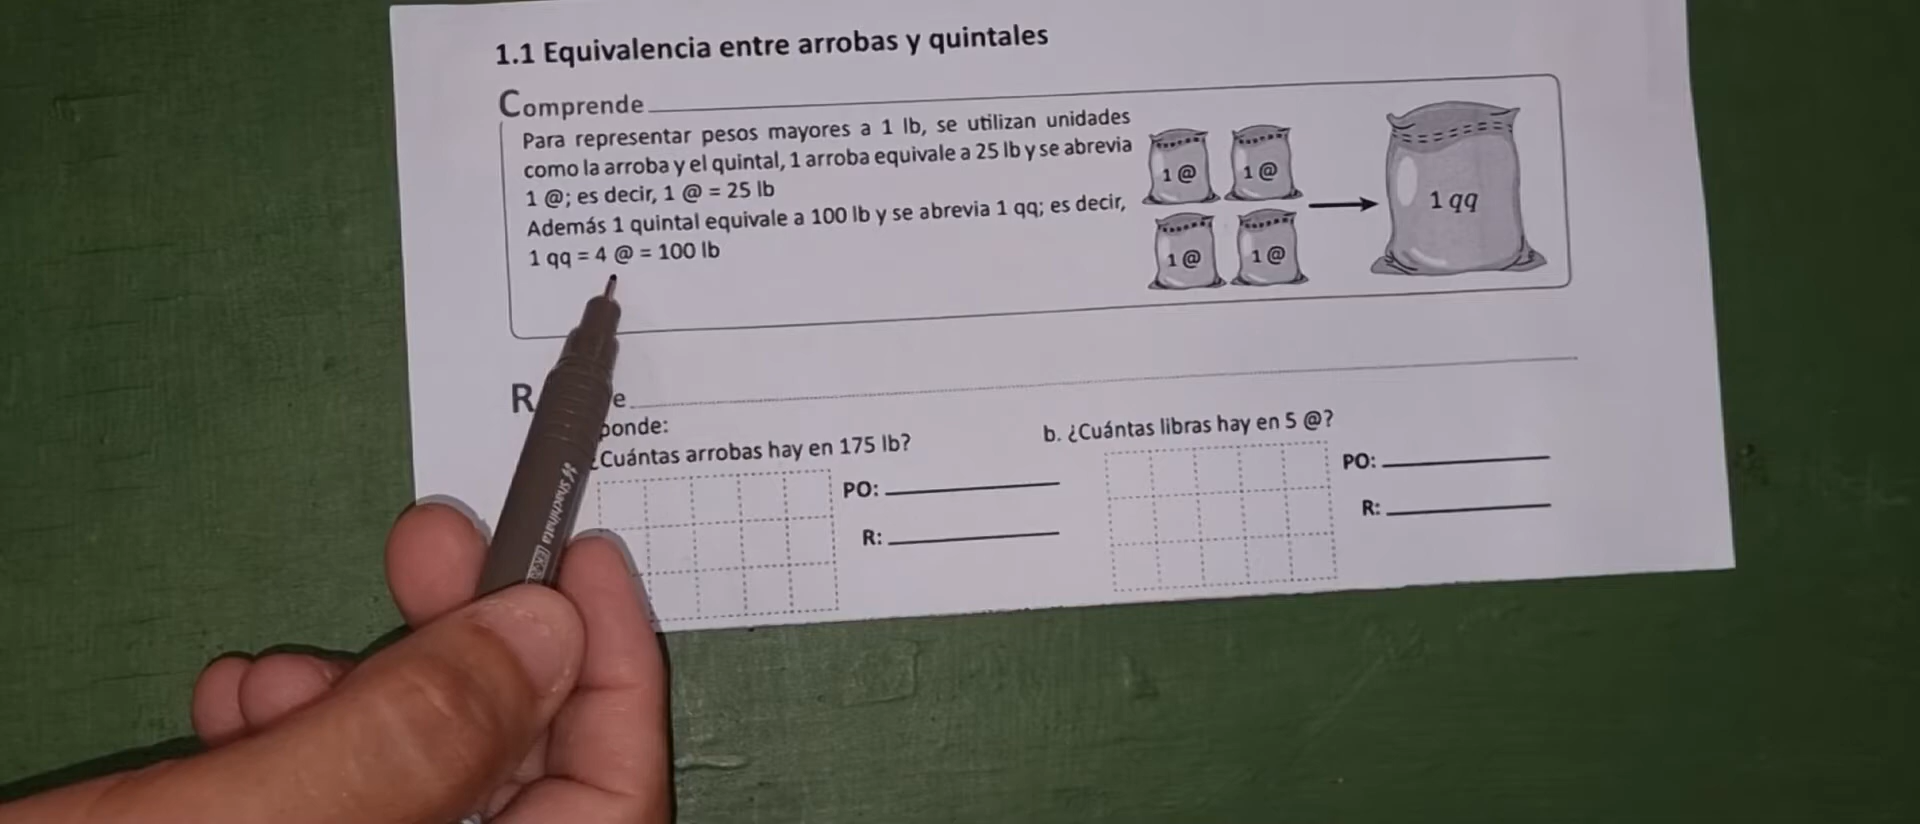 1.1 Equivalencia entre arrobas y quintales
Comprende
Para representar pesos mayores a 1 lb, se utilizan unidades
como la arroba y el quintal, 1 arroba equivale a 25 lb y se abrevia
1 @; es decir, 1 @ = 25 lb
Además 1 quintal equivale a 100 lb y se abrevia 1 qq; es decir,
1 qq = 4 @ = 100 lb
1 @
1 @
1 @
1 @
1 qq
R e
ponde:
¿Cuántas arrobas hay en 175 lb?
PO:
R:
b. ¿Cuántas libras hay en 5 @?
PO:
R:
Shachihata